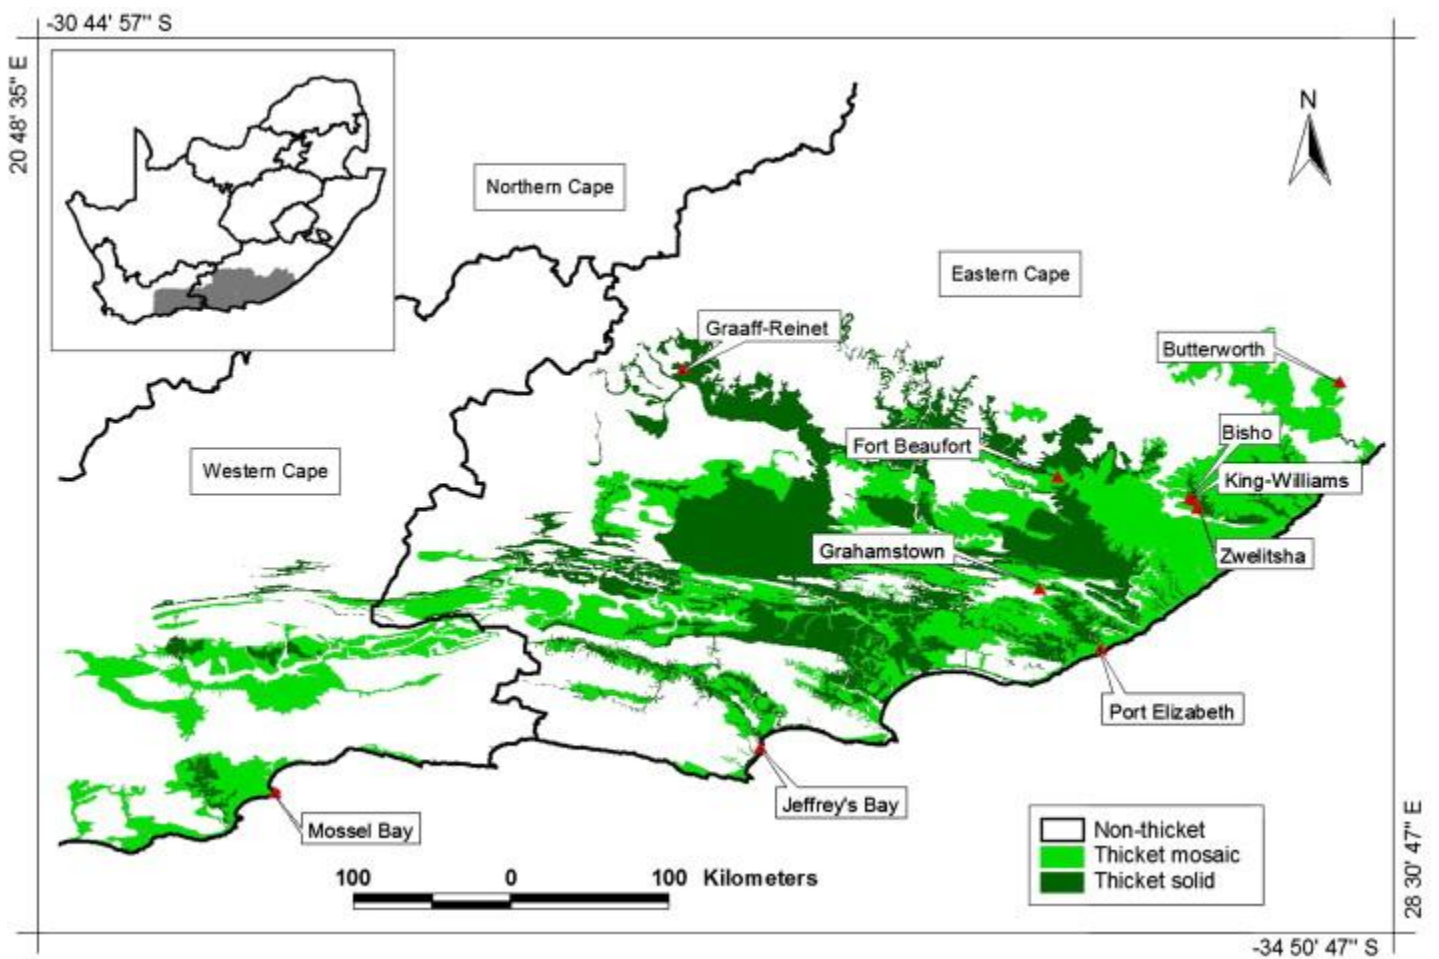 -30 44' 57" S
20 48' 35" E
N
Northern Cape
Eastern Cape
Graaff-Reinet
Butterworth
Bisho
Fort Beaufort
Western Cape
King-Williams
Grahamstown
Zwelitsha
Port Elizabeth
Jeffrey's Bay
Mossel Bay
Non-thicket
Thicket mosaic
Thicket solid
100 0 100 Kilometers
28 30' 47" E
-34 50' 47" S